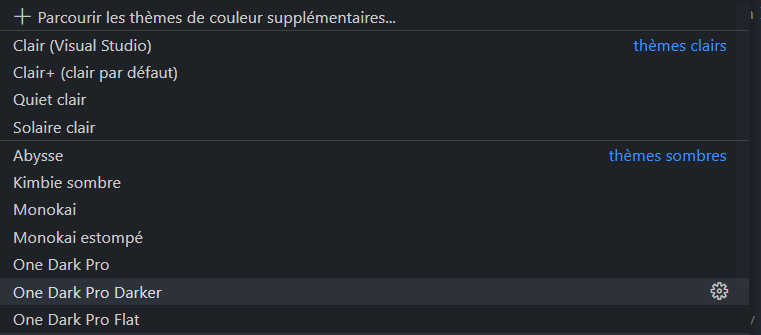 Parcourir les thèmes de couleur supplémentaires...
Clair (Visual Studio) thèmes clairs
Clair+ (clair par défaut)
Quiet clair
Solaire clair
Abysse thèmes sombres
Kimbie sombre
Monokai
Monokai estompé
One Dark Pro
One Dark Pro Darker
One Dark Pro Flat